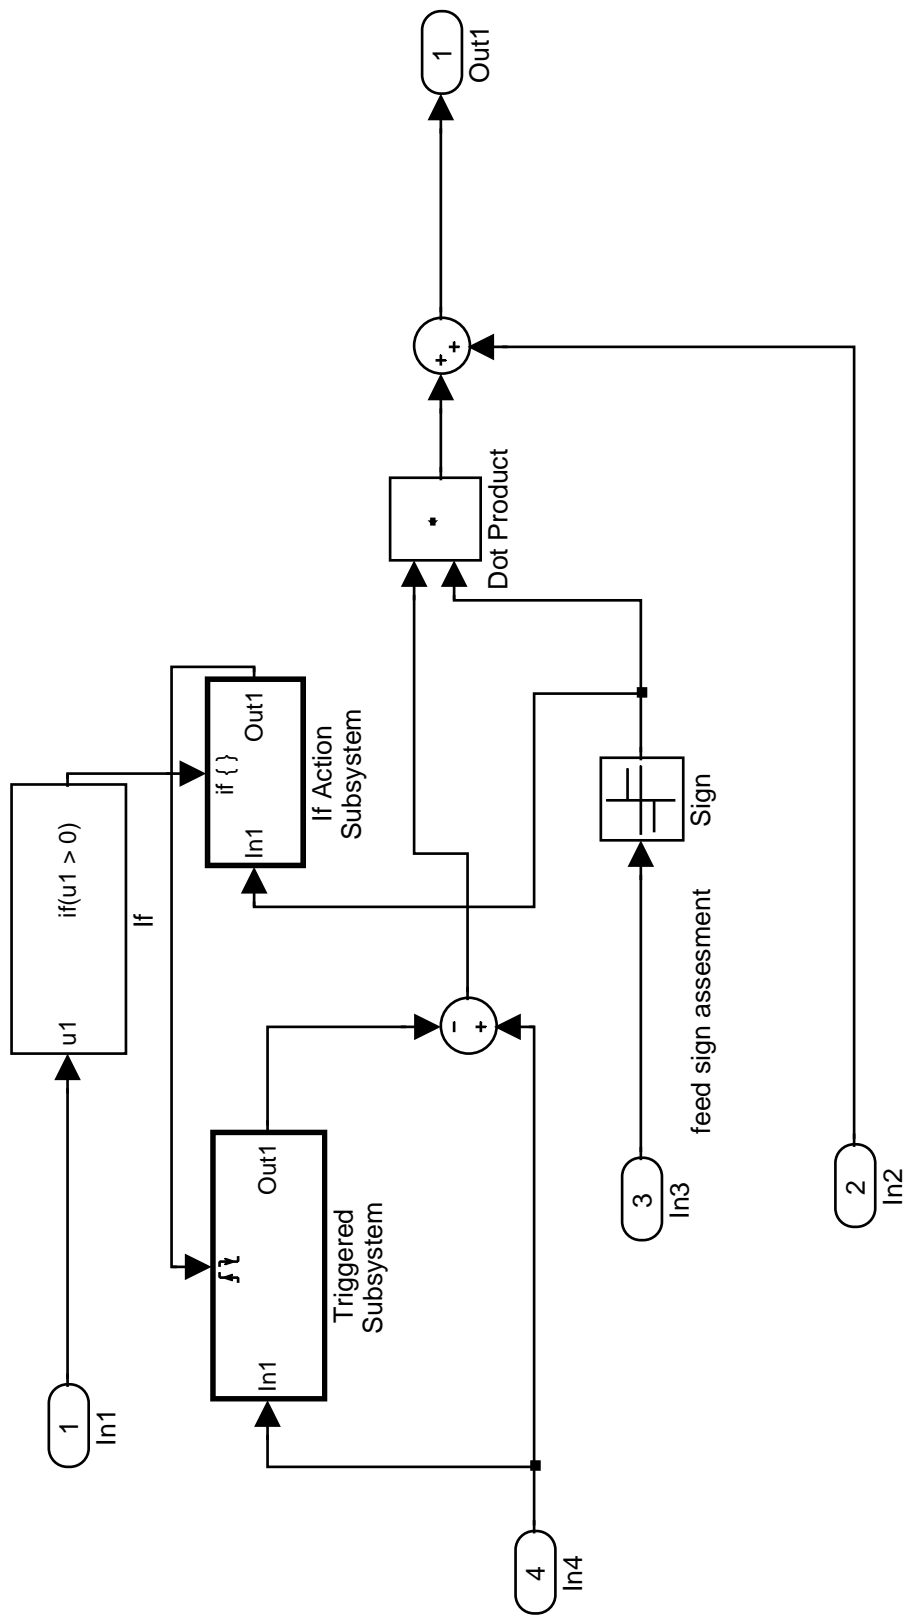 1
In1
u1
if(u1 > 0)
If
In1
if { }
Out1
If Action
Subsystem
In1
Out1
Triggered
Subsystem
−
+
4
In4
3
In3
feed sign assesment
Sign
Dot Product
+
+
1
Out1
2
In2